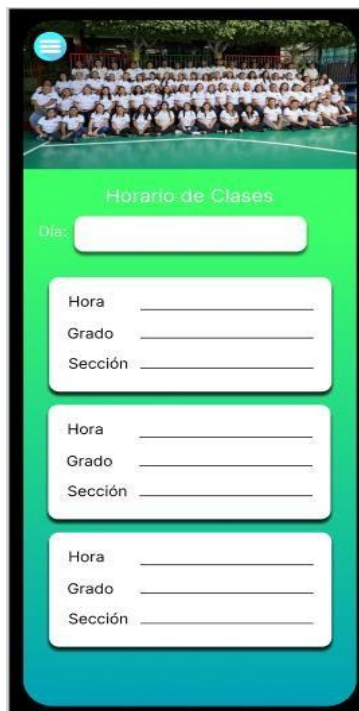 Horario de Clases
Día:
Hora
Grado
Sección
Hora
Grado
Sección
Hora
Grado
Sección